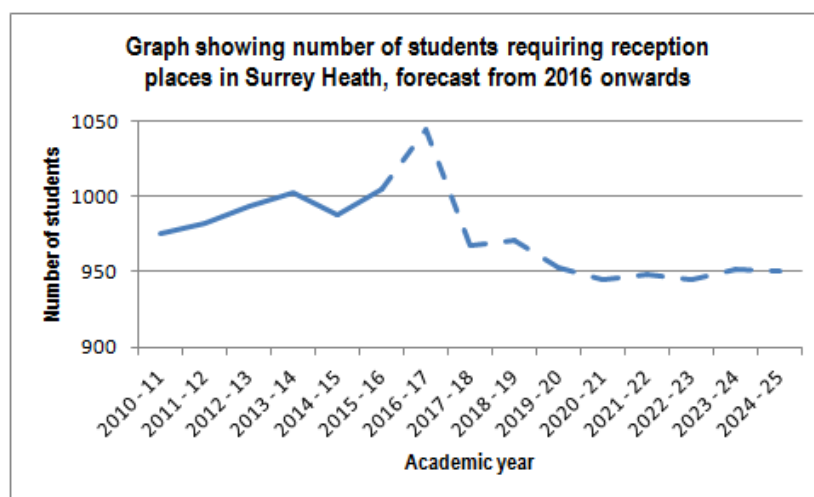 Graph showing number of students requiring reception
places in Surrey Heath, forecast from 2016 onwards
Number of students
1050
1000
950
900
2010 - 11
2011 - 12
2012 - 13
2013 - 14
2014 - 15
2015 - 16
2016 - 17
2017 - 18
2018 - 19
2019 - 20
2020 - 21
2021 - 22
2022 - 23
2023 - 24
2024 - 25
Academic year